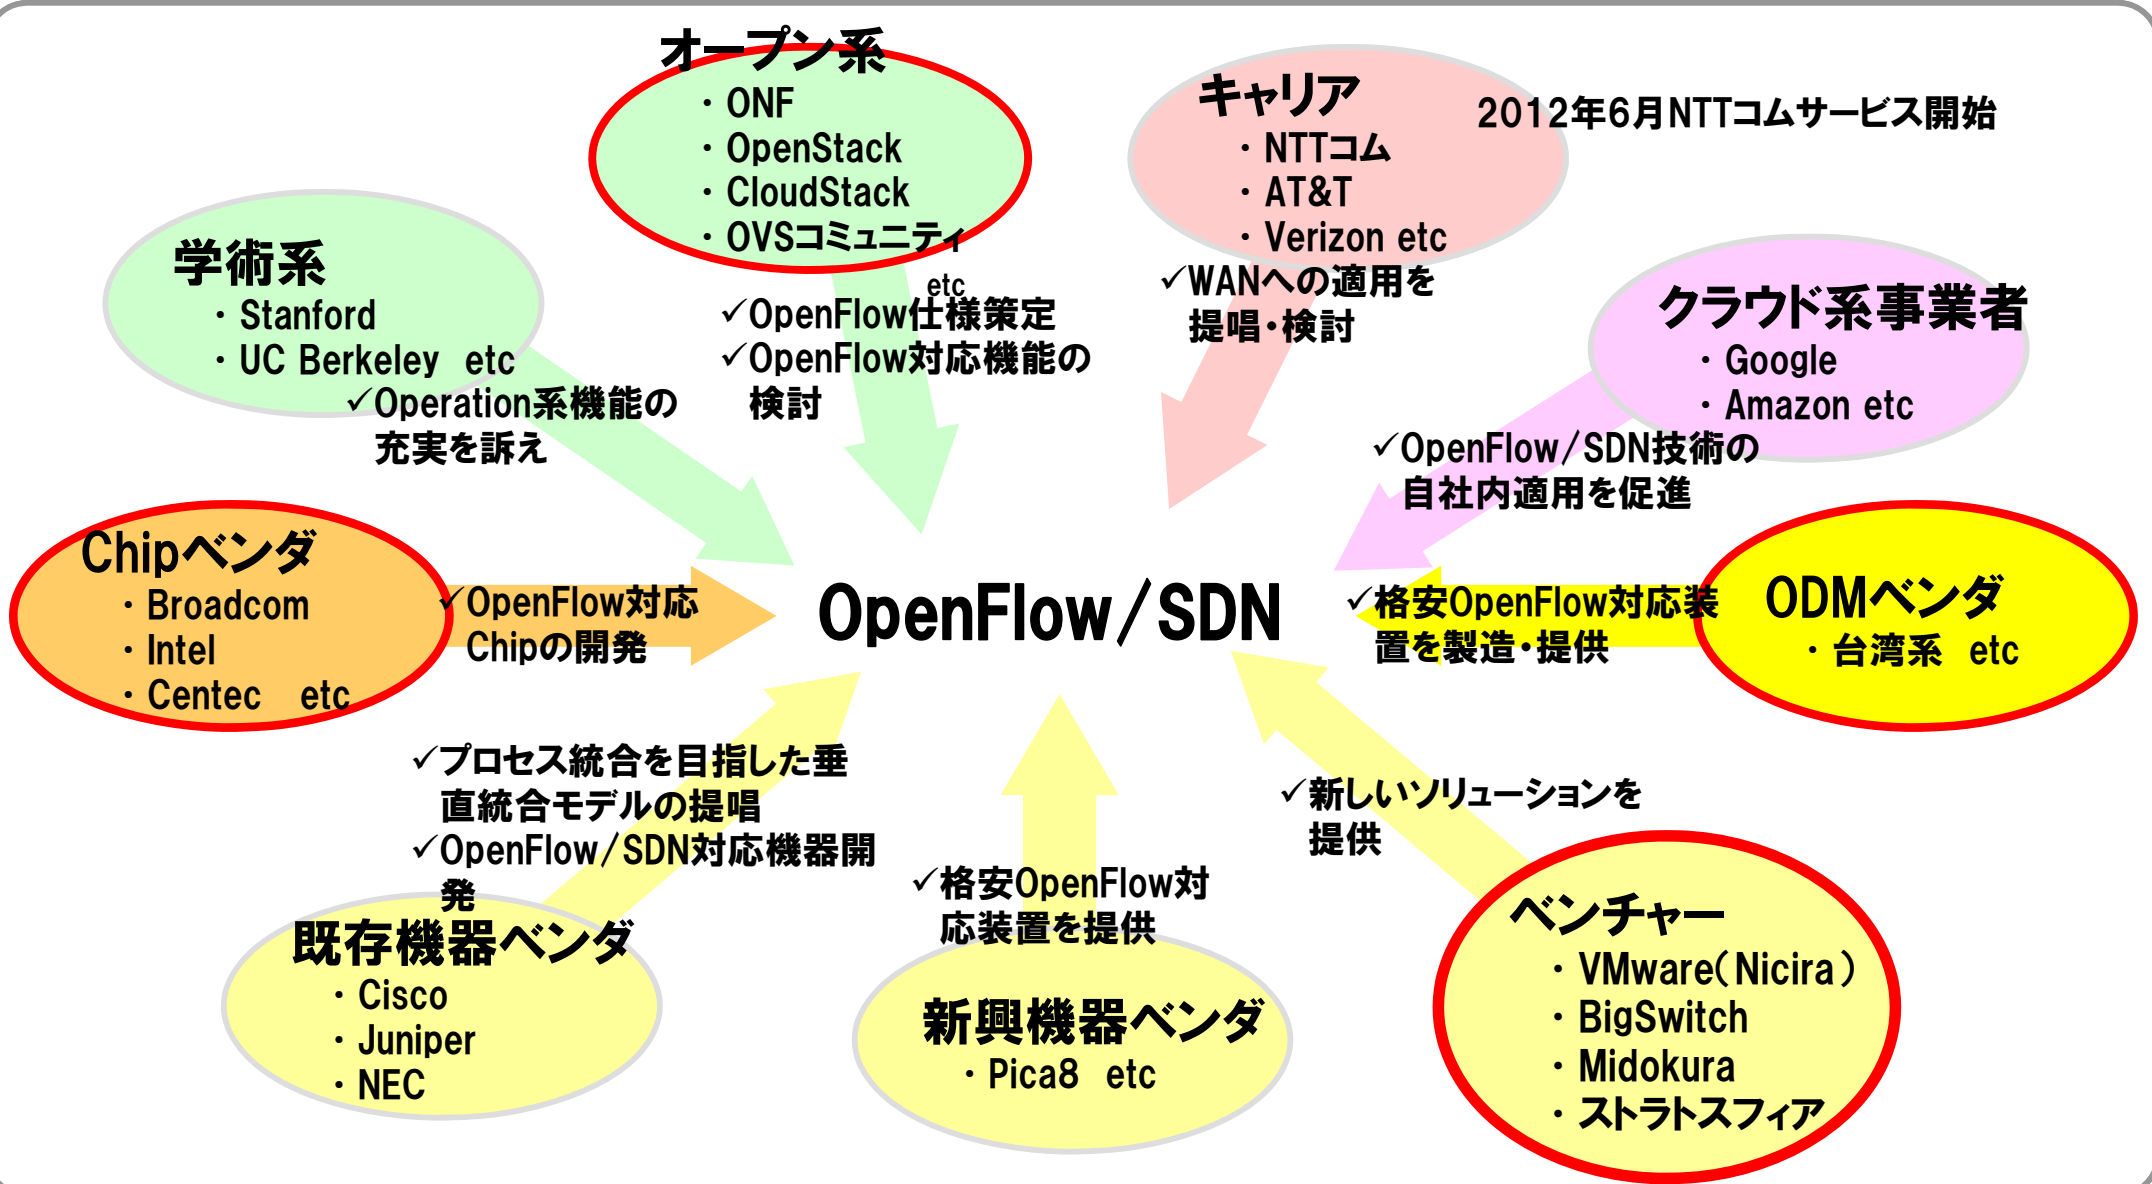 オープン系
・ONF
・OpenStack
・CloudStack
・OVSコミュニティ
etc
✓OpenFlow仕様策定
✓OpenFlow対応機能の
検討
キャリア
・NTTコム
・AT&T
・Verizon etc
2012年6月NTTコムサービス開始
✓WANへの適用を
提唱・検討
学術系
・Stanford
・UC Berkeley etc
✓Operation系機能の
充実を訴え
クラウド系事業者
・Google
・Amazon etc
✓OpenFlow/SDN技術の
自社内適用を促進
Chipベンダ
・Broadcom
・Intel
・Centec etc
✓OpenFlow対応
Chipの開発
OpenFlow/SDN
✓格安OpenFlow対応装
置を製造・提供
ODMベンダ
・台湾系 etc
✓プロセス統合を目指した垂
直統合モデルの提唱
✓OpenFlow/SDN対応機器開
発
既存機器ベンダ
・Cisco
・Juniper
・NEC
✓格安OpenFlow対
応装置を提供
新興機器ベンダ
・Pica8 etc
✓新しいソリューションを
提供
ベンチャー
・VMware(Nicira)
・BigSwitch
・Midokura
・ストラトスフィア